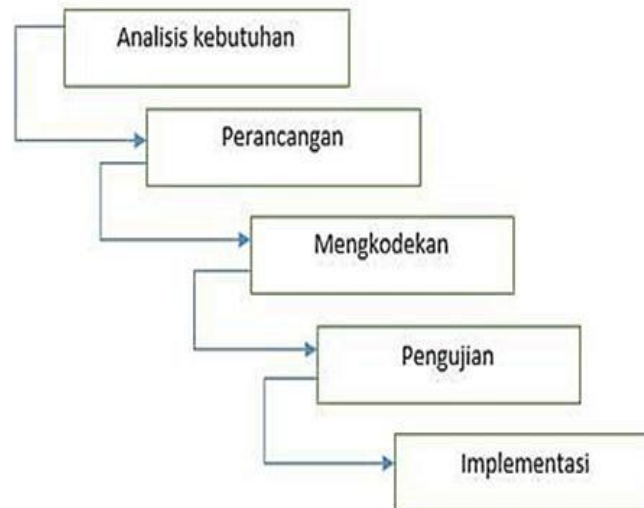 Analisis kebutuhan
Perancangan
Mengkodekan
Pengujian
Implementasi